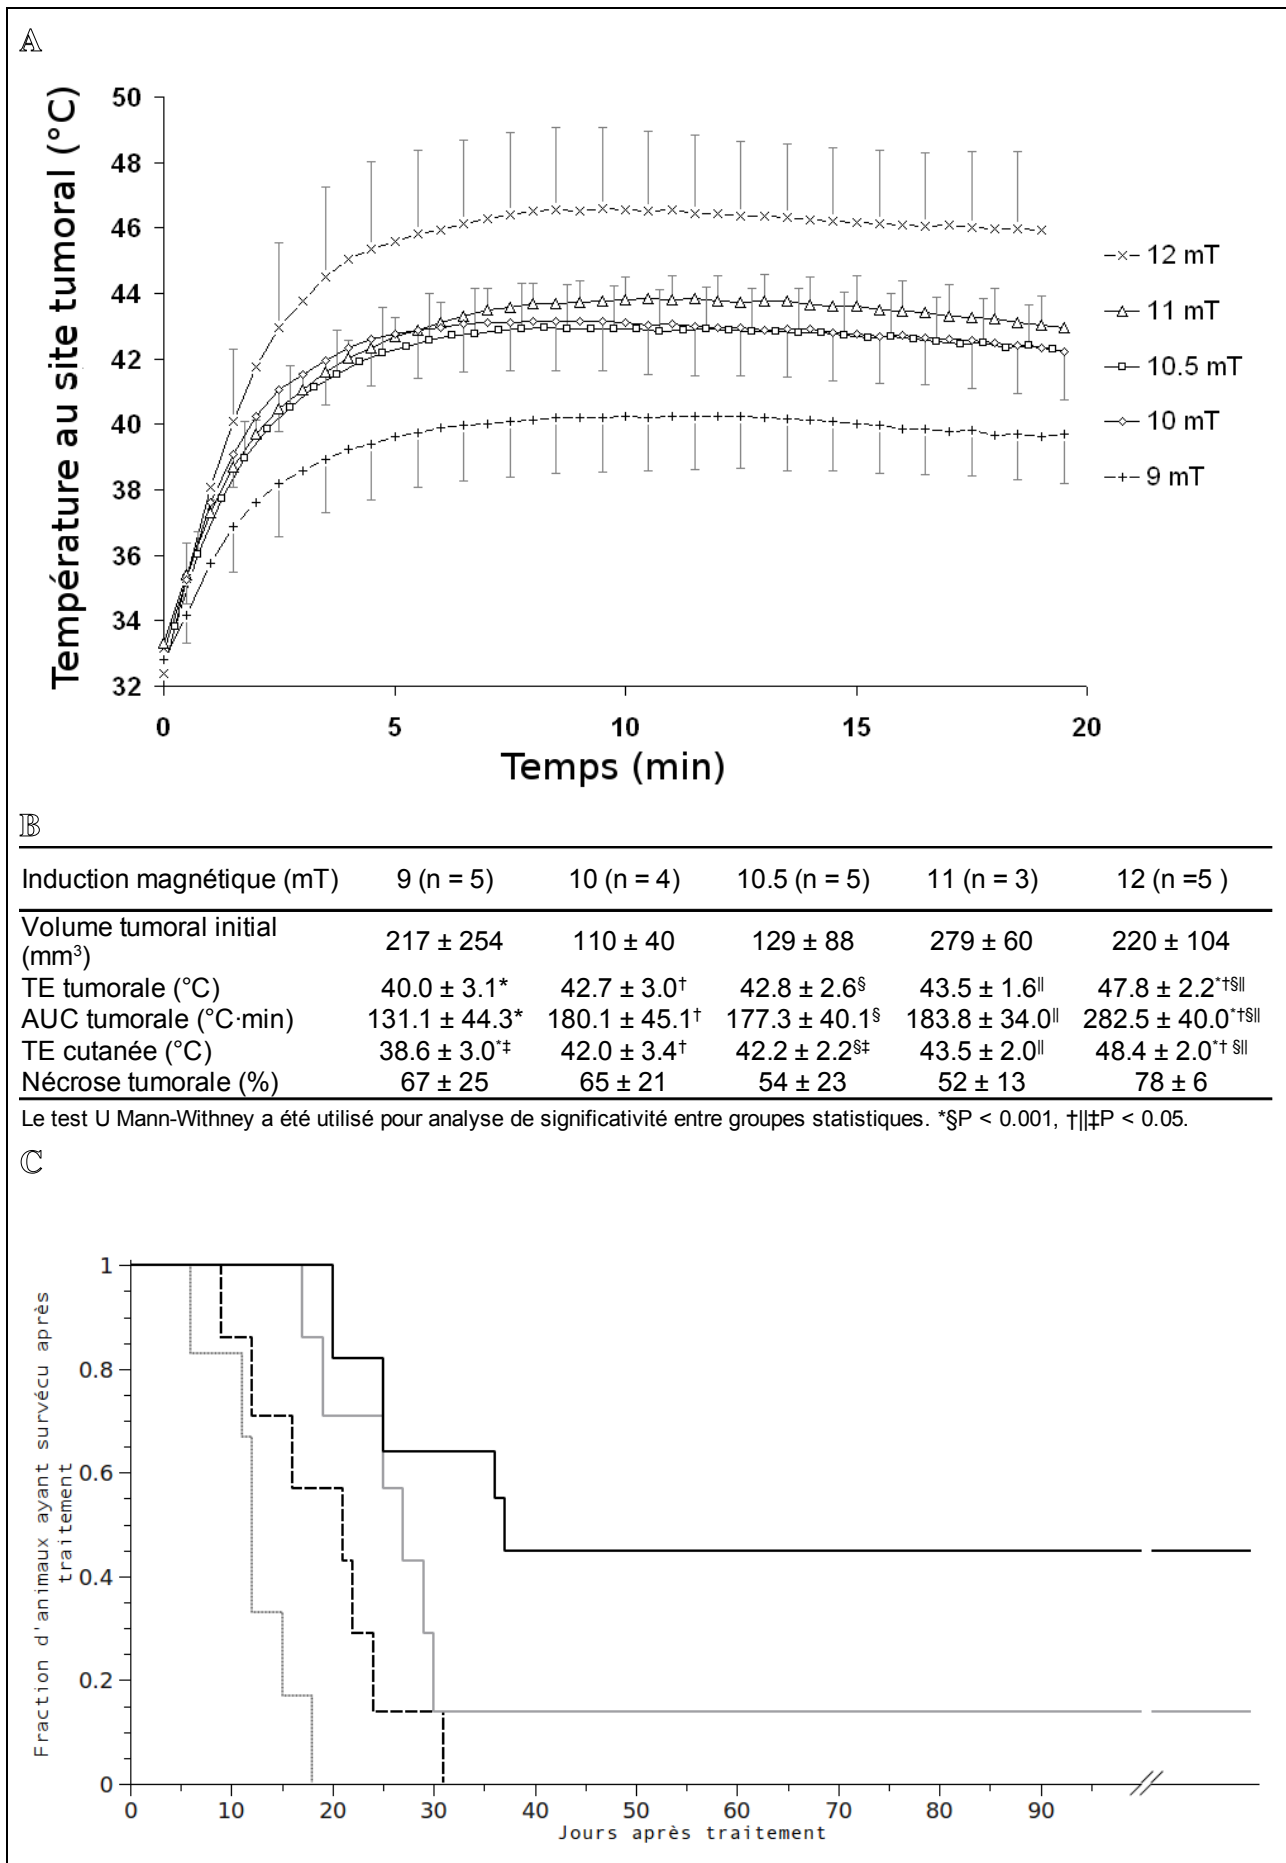 A
Température au site tumoral (°C)
50
48
46
44
42
40
38
36
34
32
0
5
10
15
20
Temps (min)
12 mT
11 mT
10.5 mT
10 mT
9 mT
B
Induction magnétique (mT) 9 (n = 5) 10 (n = 4) 10.5 (n = 5) 11 (n = 3) 12 (n =5 )
Volume tumoral initial
(mm³) 217 ± 254 110 ± 40 129 ± 88 279 ± 60 220 ± 104
TE tumorale (°C) 40.0 ± 3.1* 42.7 ± 3.0† 42.8 ± 2.6§ 43.5 ± 1.6|| 47.8 ± 2.2*†§||
AUC tumorale (°C·min) 131.1 ± 44.3* 180.1 ± 45.1† 177.3 ± 40.1§ 183.8 ± 34.0|| 282.5 ± 40.0*†§||
TE cutanée (°C) 38.6 ± 3.0*‡ 42.0 ± 3.4† 42.2 ± 2.2§‡ 43.5 ± 2.0|| 48.4 ± 2.0*† §||
Nécrose tumorale (%) 67 ± 25 65 ± 21 54 ± 23 52 ± 13 78 ± 6
Le test U Mann-Withney a été utilisé pour analyse de significativité entre groupes statistiques. *§P < 0.001, †||‡P < 0.05.
C
Fraction d'animaux ayant survécu après
traitement
1
0.8
0.6
0.4
0.2
0
0
10
20
30
40
50
60
70
80
90
Jours après traitement